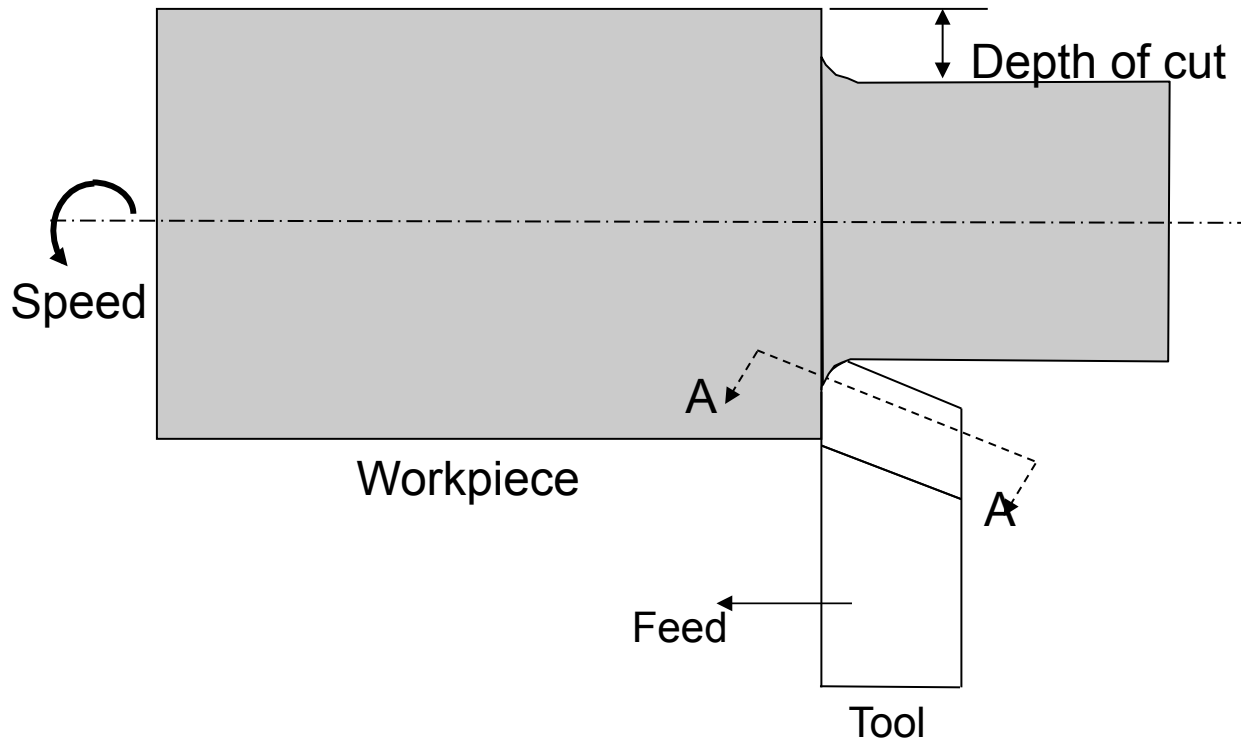 Depth of cut
Speed
A
Workpiece
A
Feed
Tool